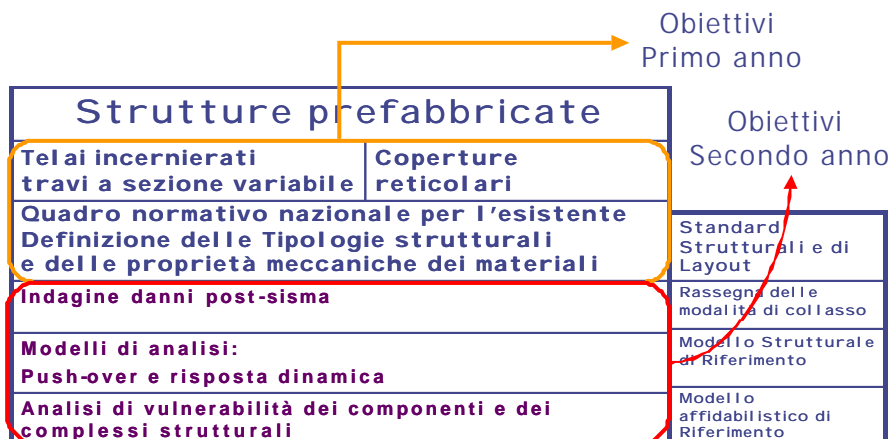 Obiettivi
Primo anno
Strutture prefabbricate
Obiettivi
Secondo anno
Telai incernierati
travi a sezione variabile
Coperture
reticolari
Quadro normativo nazionale per l'esistente
Definizione delle Tipologie strutturali
e delle proprietà meccaniche dei materiali
Standard
Strutturali e di
Layout
Indagine danni post-sisma
Rassegna delle
modalità di collasso
Modelli di analisi:
Push-over e risposta dinamica
Modello Strutturale
di Riferimento
Analisi di vulnerabilità dei componenti e dei
complessi strutturali
Modello
affidabilistico di
Riferimento